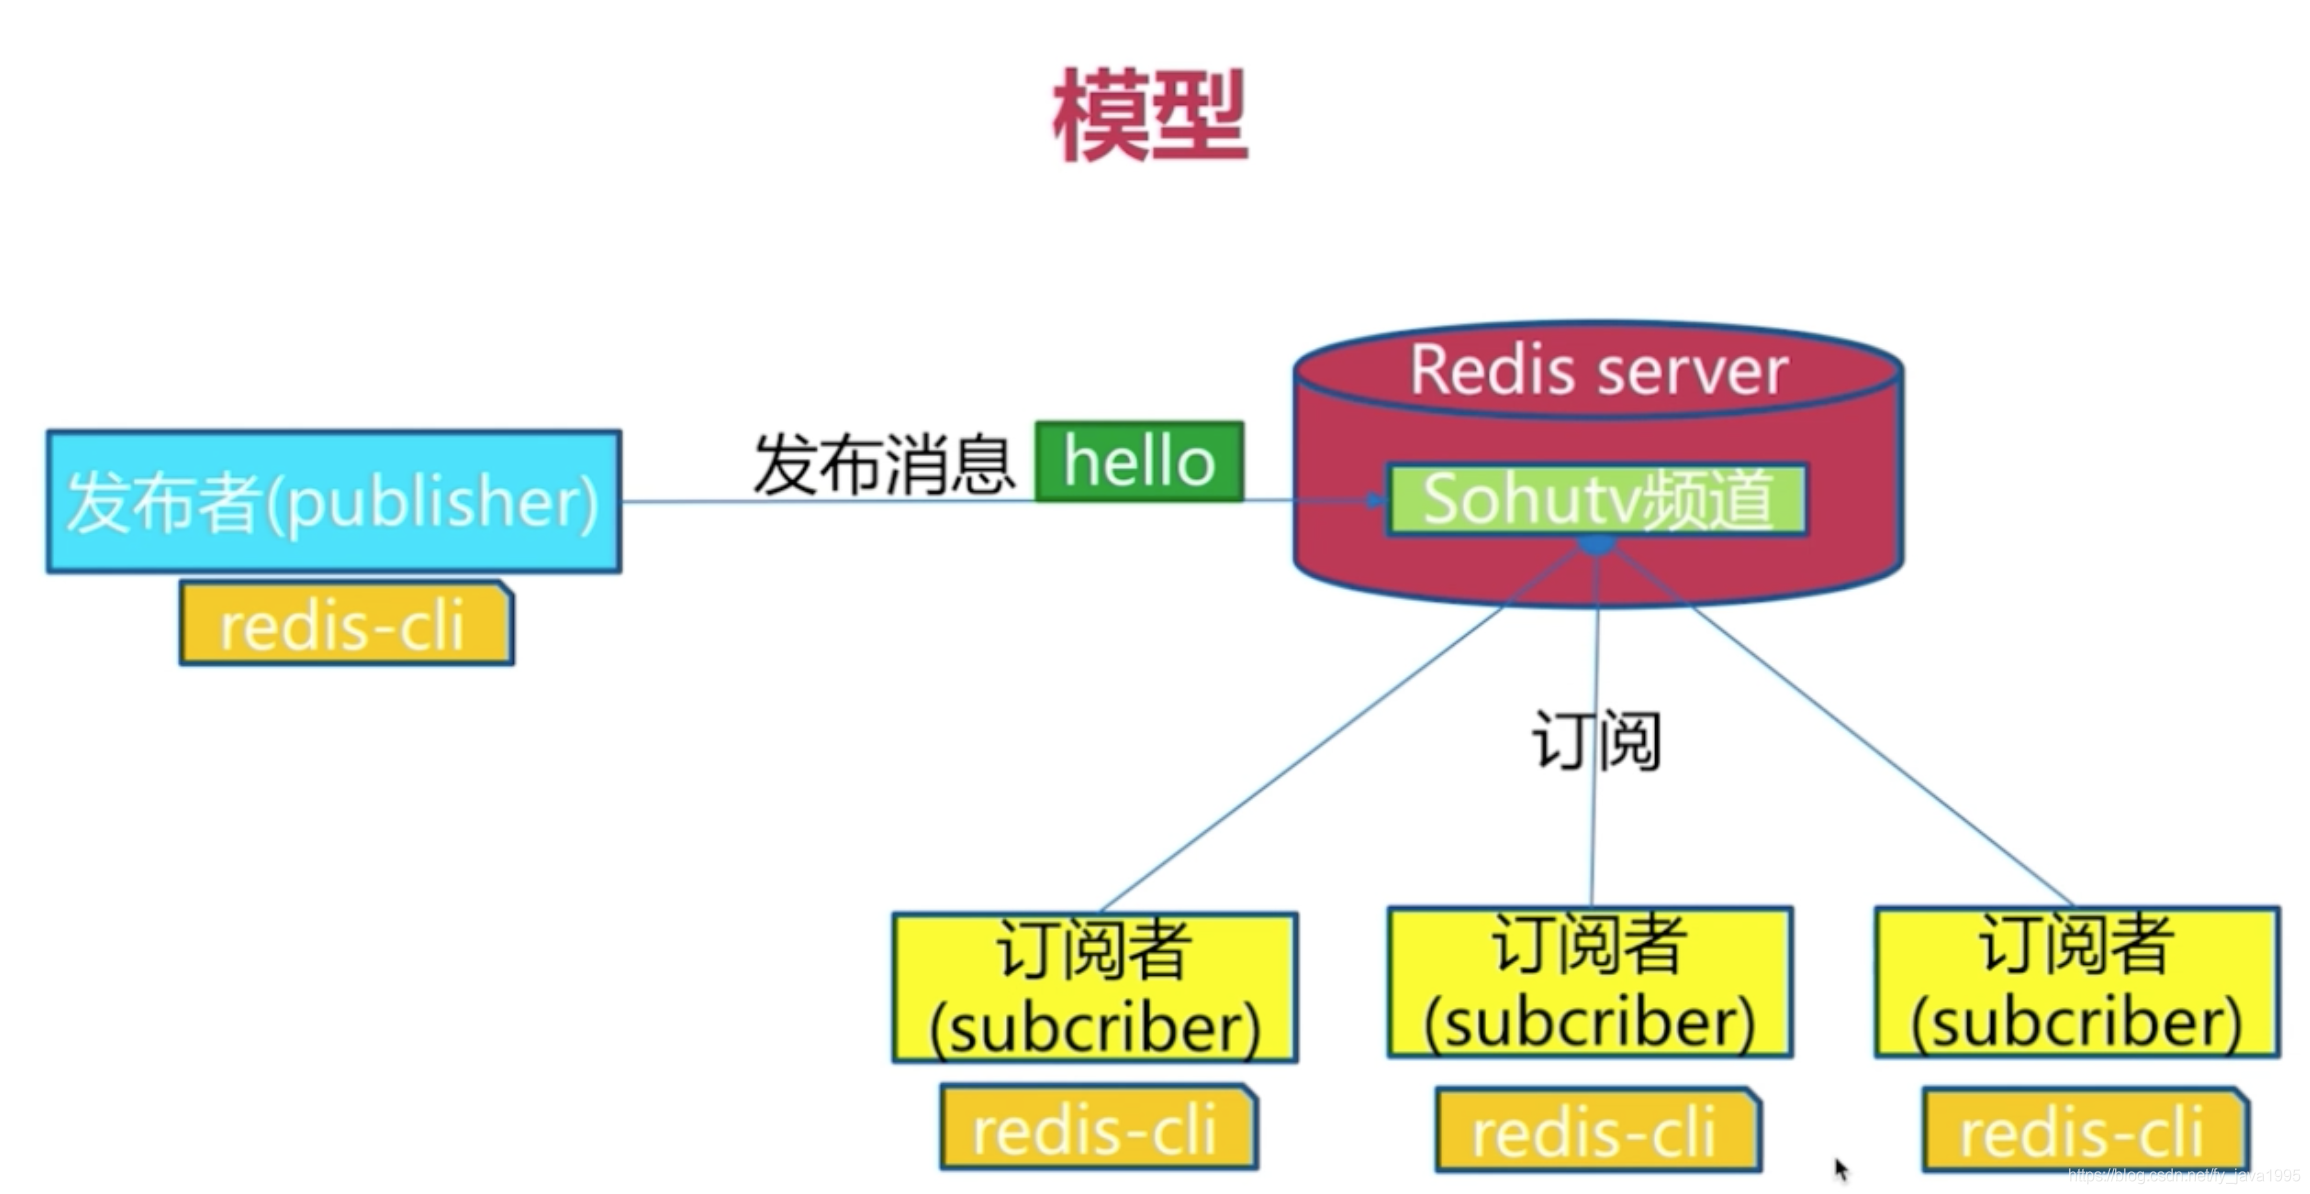 模型
Redis server
发布消息 hello
发布者(publisher)
Sohutv频道
redis-cli
订阅
订阅者
(subcriber)
订阅者
(subcriber)
订阅者
(subcriber)
redis-cli
redis-cli
redis-cli
https://blog.csdn.net/fy_java1995